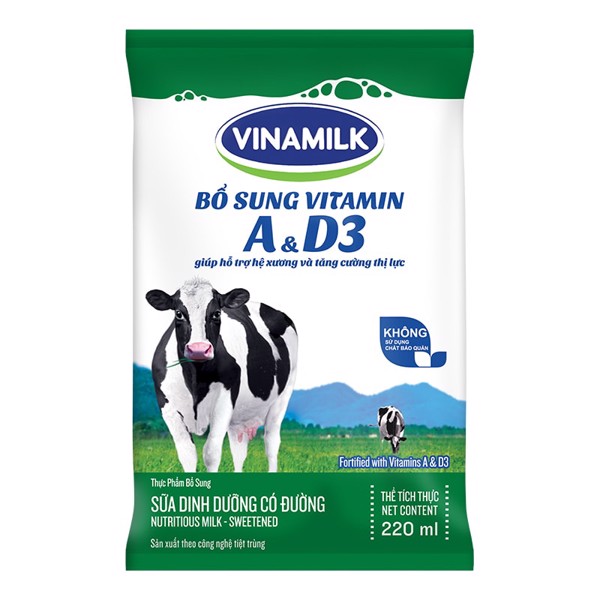 VINAMILK
BỔ SUNG VITAMIN
A & D3
giúp hỗ trợ hệ xương và tăng cường thị lực
KHÔNG
SỬ DỤNG
CHẤT BẢO QUẢN
Fortified with Vitamins A & D3
Thực Phẩm Bổ Sung
SỮA DINH DƯỠNG CÓ ĐƯỜNG
NUTRITIOUS MILK - SWEETENED
Sản xuất theo công nghệ tiệt trùng
THỂ TÍCH THỰC
NET CONTENT
220 ml